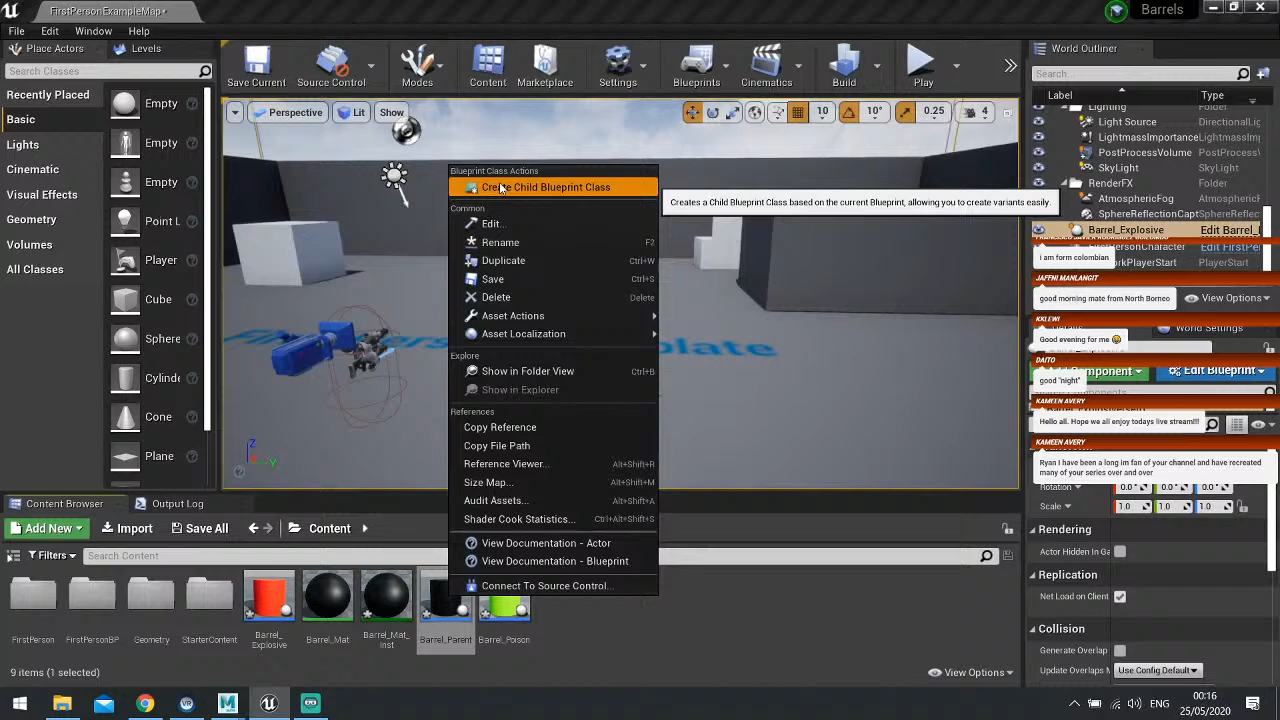 FirstPersonExampleMap*
Barrels
File Edit Window Help
Place Actors
Levels
Search Classes
Recently Placed
Basic
Lights
Cinematic
Visual Effects
Geometry
Volumes
All Classes
Empty
Empty
Empty
Point L
Player
Cube
Sphere
Cylinde
Cone
Plane
Save Current
Source Control
Modes
Content
Marketplace
Settings
Blueprints
Cinematics
Build
Play
Perspective
Lit
Show
10
10°
0.25
4
Blueprint Class Actions
Create Child Blueprint Class
Creates a Child Blueprint Class based on the current Blueprint, allowing you to create variants easily.
Common
Edit...
Rename F2
Duplicate Ctrl+W
Save Ctrl+S
Delete Delete
Asset Actions
Asset Localization
Explore
Show in Folder View Ctrl+B
Show in Explorer
References
Copy Reference
Copy File Path
Reference Viewer... Alt+Shift+R
Size Map... Alt+Shift+M
Audit Assets... Alt+Shift+A
Shader Cook Statistics... Ctrl+Alt+Shift+S
View Documentation - Actor
View Documentation - Blueprint
Connect To Source Control...
World Outliner
Search...
Label Type
Lighting
Light Source DirectionalLig
LightmassImportance Lightmass
PostProcessVolume PostProces
SkyLight SkyLight
RenderFX
AtmosphericFog Atmospheri
SphereReflectionCapt SphereRefl
Barrel_Explosive Edit Barrel_
FirstPersonCharacter Edit FirstPe
PlayerStart
i am form colombian
JAFFNI MANLANGIT
good morning mate from North Borneo
View Options
KKLEWI
World Settings
Good evening for me
DAITO
Edit Blueprint
good "night"
KAMEEN AVERY
Hello all. Hope we all enjoy todays live stream!!!
KAMEEN AVERY
Ryan I have been a long im fan of your channel and have recreated
many of your series over and over
Rotation 0.0° 0.0° 0.0°
Scale 1.0 1.0 1.0
Rendering
Actor Hidden In Ga
Replication
Net Load on Client
Collision
Generate Overlap
Update Overlaps M Use Config Default
Content Browser
Output Log
Add New
Import
Save All
Content
Filters
Search Content
FirstPerson
FirstPersonBP
Geometry
StarterContent
Barrel_
Explosive
Barrel_Mat
Barrel_Mat_
Inst
Barrel_Parent
Barrel_Poison
9 items (1 selected)
View Options
ENG
00:16
25/05/2020